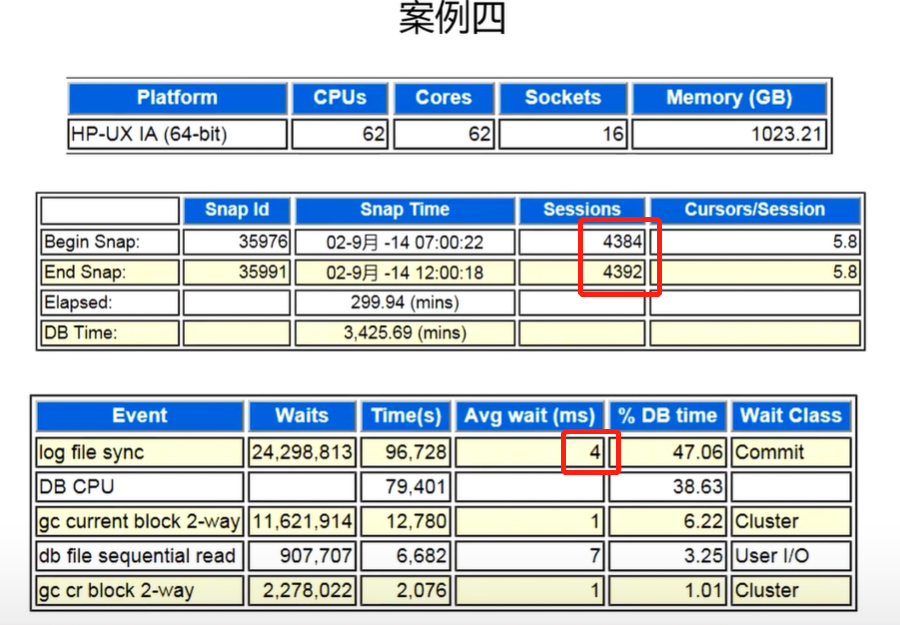 案例四
Platform CPUs Cores Sockets Memory (GB)
HP-UX IA (64-bit) 62 62 16 1023.21
Snap Id Snap Time Sessions Cursors/Session
Begin Snap: 35976 02-9月 -14 07:00:22 4384 5.8
End Snap: 35991 02-9月 -14 12:00:18 4392 5.8
Elapsed: 299.94 (mins)
DB Time: 3,425.69 (mins)
Event Waits Time(s) Avg wait (ms) % DB time Wait Class
log file sync 24,298,813 96,728 4 47.06 Commit
DB CPU 79,401 38.63
gc current block 2-way 11,621,914 12,780 1 6.22 Cluster
db file sequential read 907,707 6,682 7 3.25 User I/O
gc cr block 2-way 2,278,022 2,076 1 1.01 Cluster